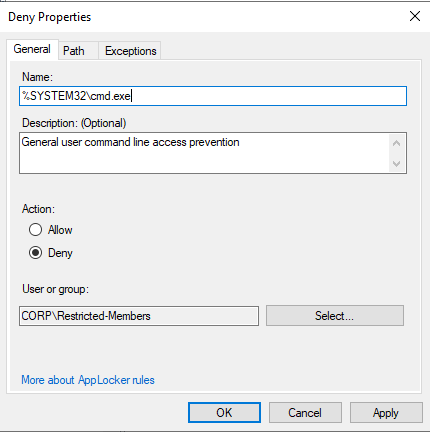 Deny Properties
General Path Exceptions
Name:
%SYSTEM32\cmd.exe
Description: (Optional)
General user command line access prevention
Action:
Allow
Deny
User or group:
CORP\Restricted-Members Select...
More about AppLocker rules
OK Cancel Apply